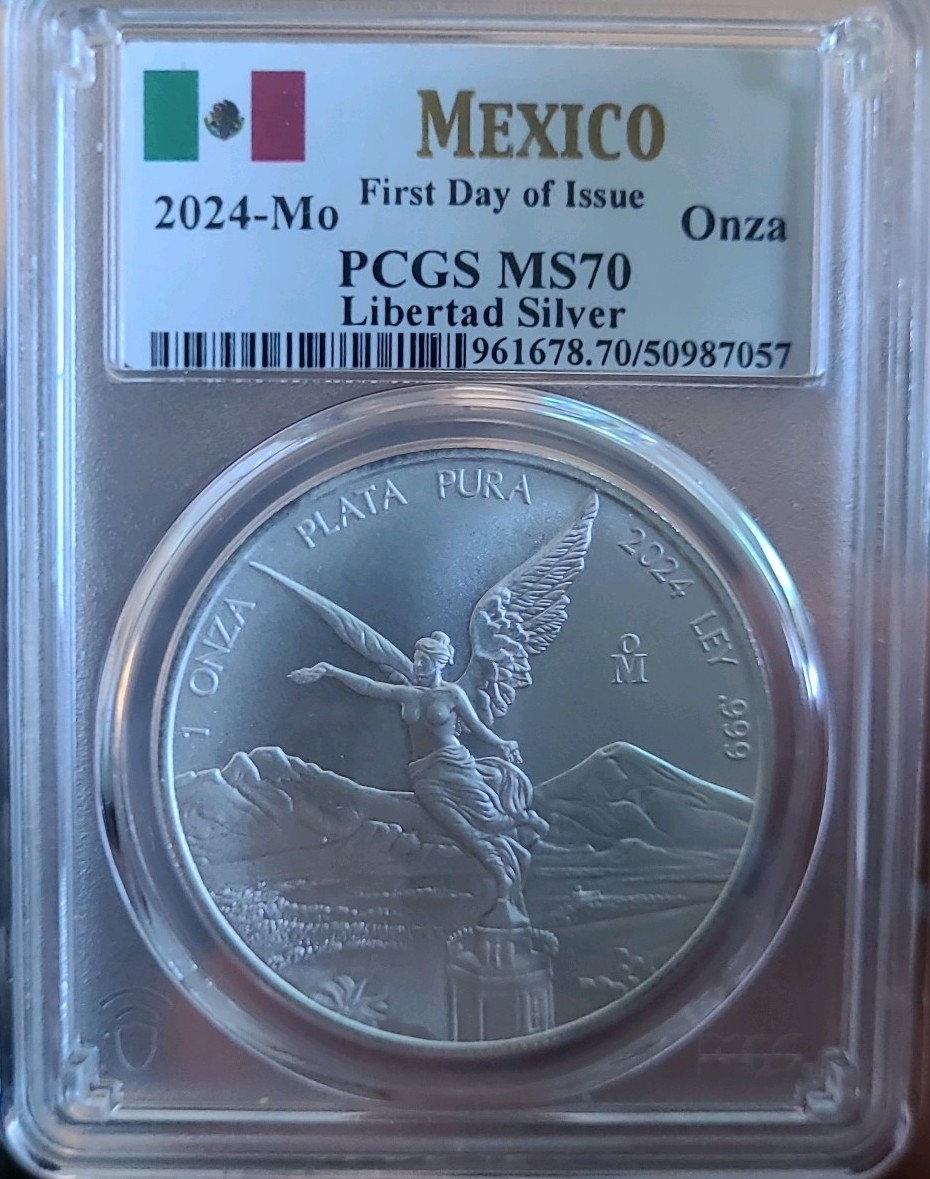 MEXICO
First Day of Issue
2024-Mo
Onza
PCGS MS70
Libertad Silver
961678.70/50987057
1 ONZA PLATA PURA 2024 LEY .999
Mo
PCGS